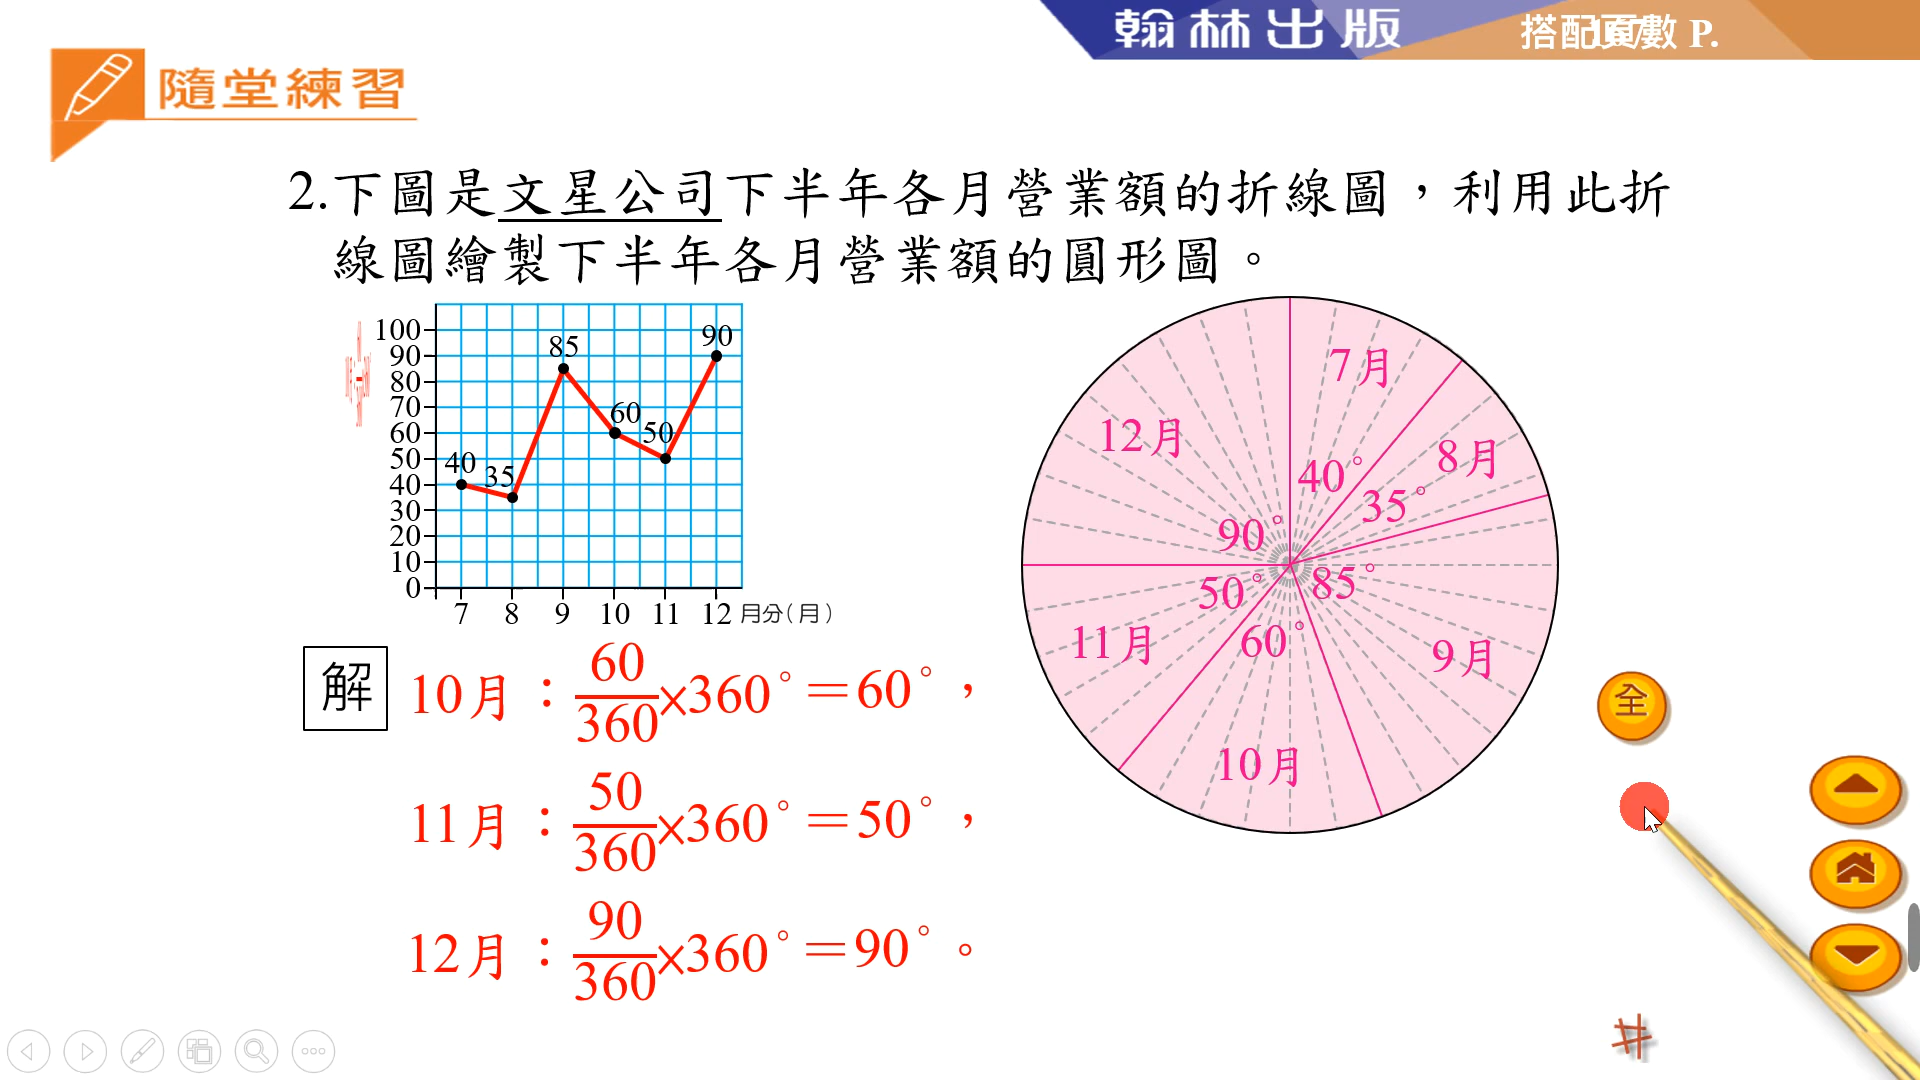 翰林出版
搭配頁數 P.
隨堂練習
2.下圖是文星公司下半年各月營業額的折線圖，利用此折
線圖繪製下半年各月營業額的圓形圖。
100
90
80
70
60
50
40
30
20
10
0
40
35
85
60
50
90
7 8 9 10 11 12 月分(月)
7月
40°
8月
35°
9月
85°
10月
60°
11月
50°
12月
90°
解
10月：60/360×360°＝60°，
11月：50/360×360°＝50°，
12月：90/360×360°＝90°。
全